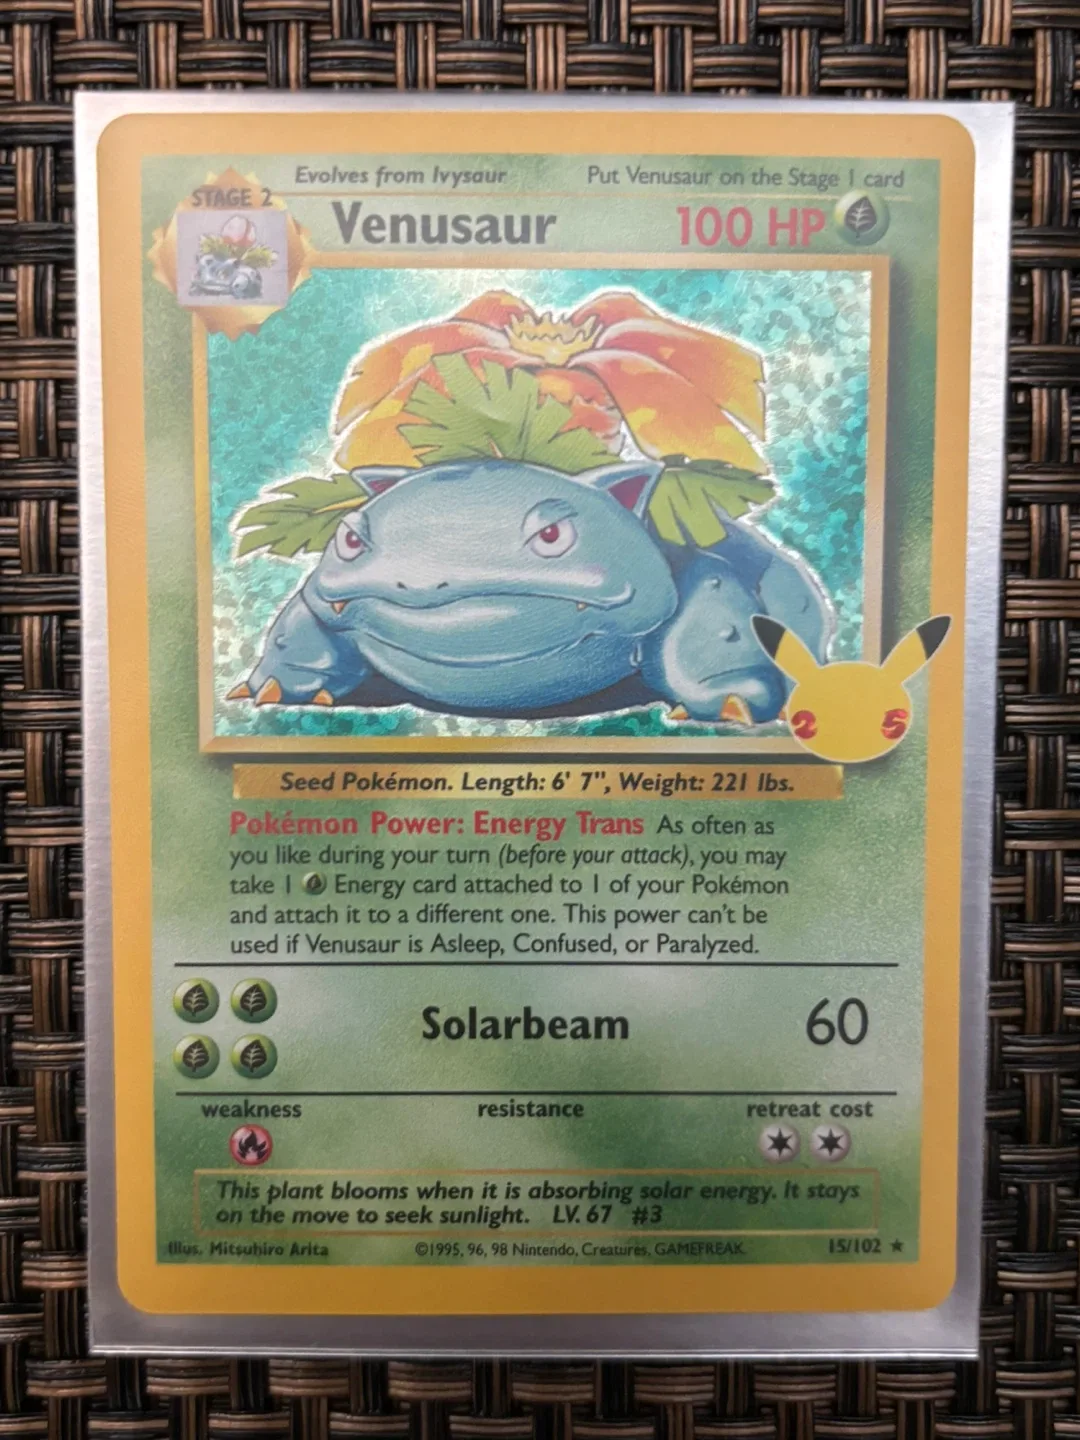 Evolves from Ivysaur
Put Venusaur on the Stage 1 card
STAGE 2
Venusaur
100 HP
25
Seed Pokémon. Length: 6' 7", Weight: 221 lbs.
Pokémon Power: Energy Trans As often as
you like during your turn (before your attack), you may
take 1 Energy card attached to 1 of your Pokémon
and attach it to a different one. This power can't be
used if Venusaur is Asleep, Confused, or Paralyzed.
Solarbeam
60
weakness
resistance
retreat cost
This plant blooms when it is absorbing solar energy. It stays
on the move to seek sunlight. LV. 67 #3
Illus. Mitsuhiro Arita
©1995, 96, 98 Nintendo, Creatures, GAMEFREAK.
15/102 ★